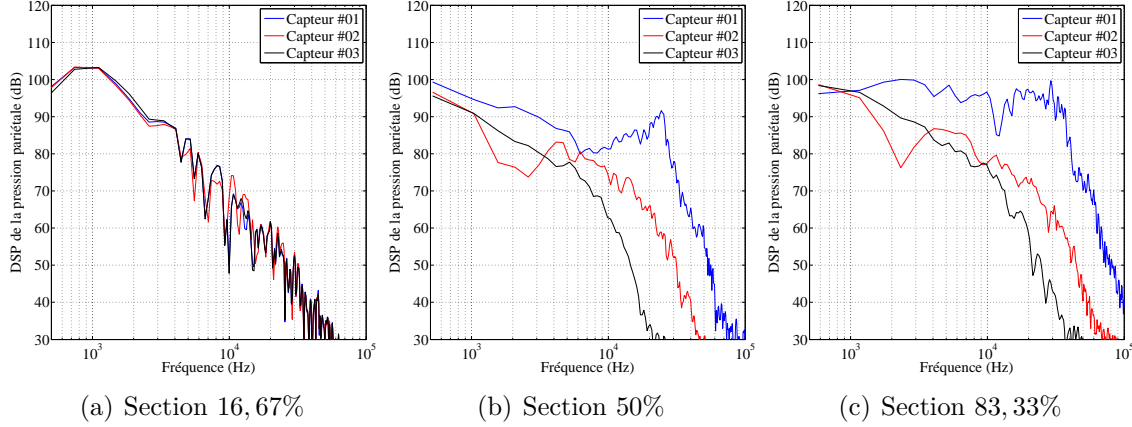 120
110
100
90
80
70
60
50
40
30
DSP de la pression pariétale (dB)
Capteur #01
Capteur #02
Capteur #03
10³
10⁴
10⁵
Fréquence (Hz)
(a) Section 16, 67%
120
110
100
90
80
70
60
50
40
30
DSP de la pression pariétale (dB)
Capteur #01
Capteur #02
Capteur #03
10³
10⁴
10⁵
Fréquence (Hz)
(b) Section 50%
120
110
100
90
80
70
60
50
40
30
DSP de la pression pariétale (dB)
Capteur #01
Capteur #02
Capteur #03
10³
10⁴
10⁵
Fréquence (Hz)
(c) Section 83, 33%